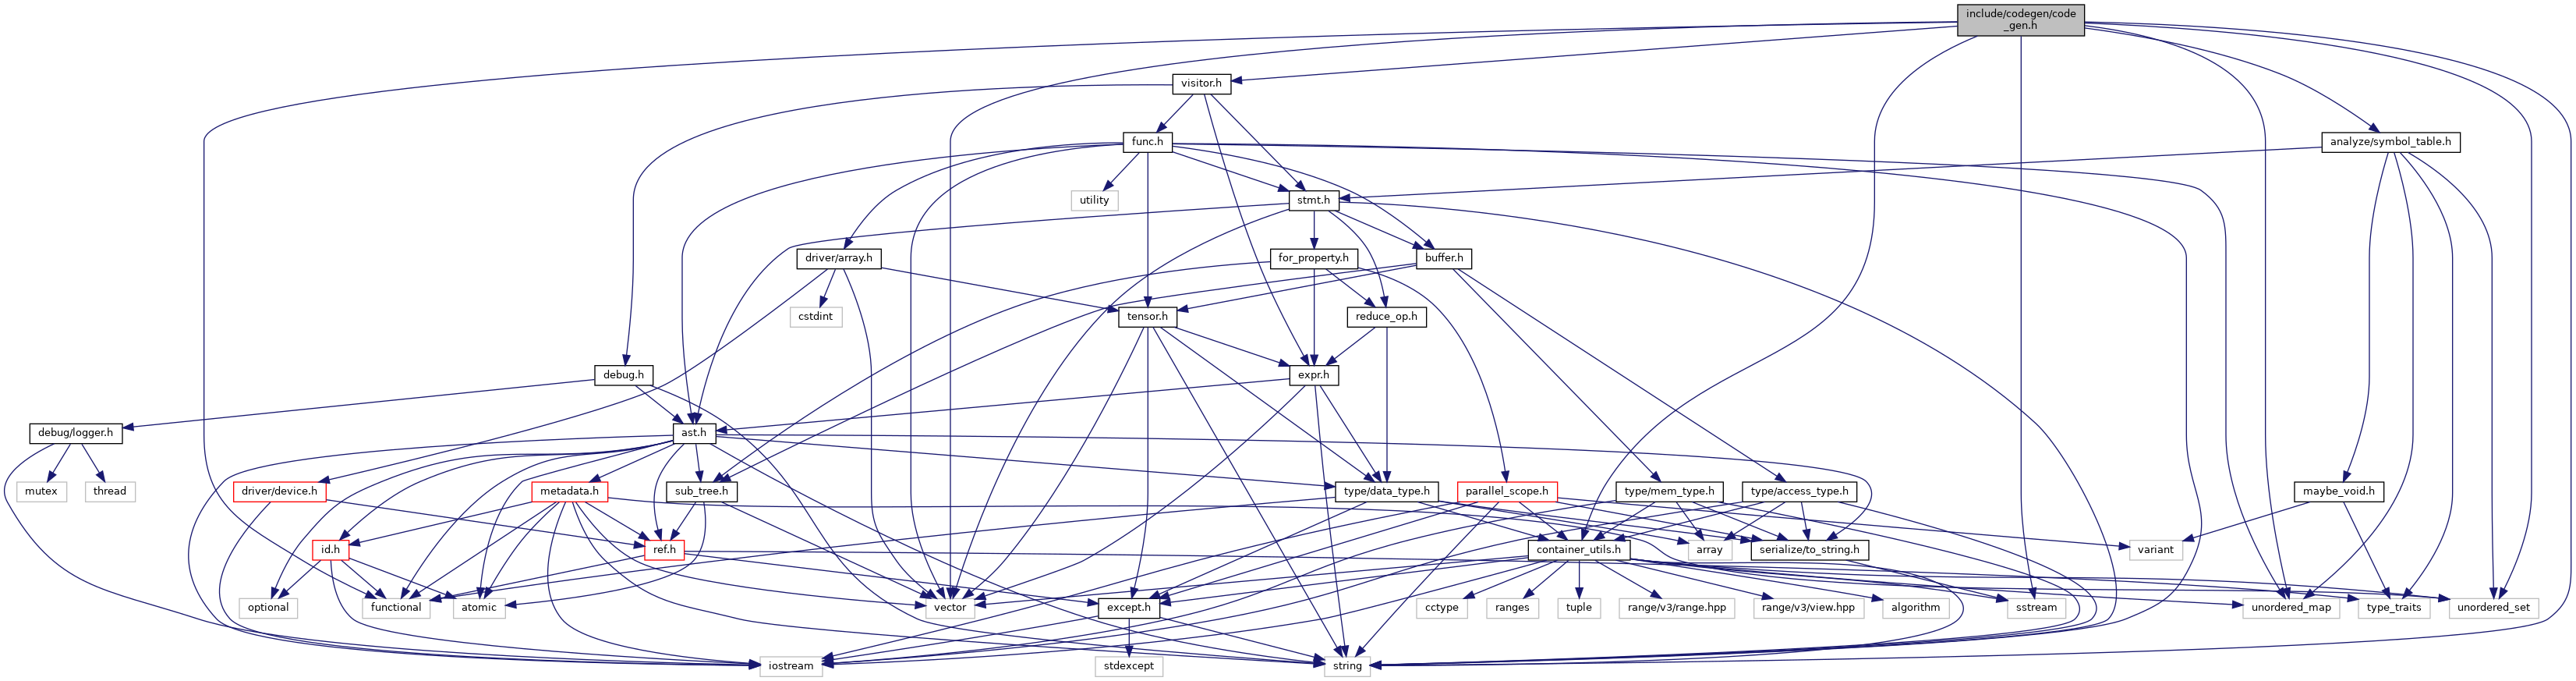 include/codegen/code
_gen.h
visitor.h
func.h
analyze/symbol_table.h
utility
stmt.h
driver/array.h
for_property.h
buffer.h
cstdint
tensor.h
reduce_op.h
debug.h
expr.h
debug/logger.h
ast.h
mutex
thread
driver/device.h
metadata.h
sub_tree.h
type/data_type.h
parallel_scope.h
type/mem_type.h
type/access_type.h
maybe_void.h
id.h
ref.h
container_utils.h
array
serialize/to_string.h
variant
optional
functional
atomic
vector
except.h
cctype
ranges
tuple
range/v3/range.hpp
range/v3/view.hpp
algorithm
sstream
unordered_map
type_traits
unordered_set
iostream
stdexcept
string